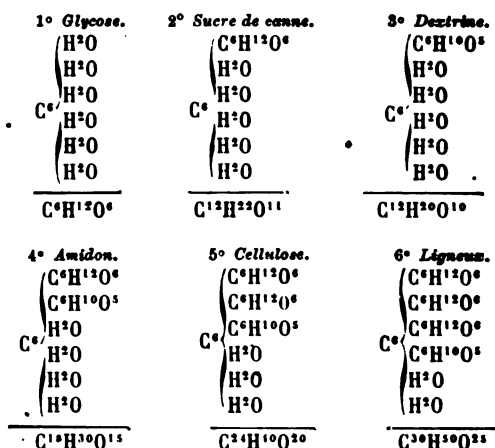 1° Glycose.
H²O
H²O
H²O
C⁶
H²O
H²O
H²O
C⁶H¹²O⁶
2° Sucre de canne.
C⁶H¹²O⁶
H²O
H²O
C⁶
H²O
H²O
H²O
C¹²H²²O¹¹
3° Dextrine.
C⁶H¹⁰O⁵
H²O
H²O
C⁶
H²O
H²O
H²O
C¹²H²⁰O¹⁰
4° Amidon.
C⁶H¹²O⁶
C⁶H¹⁰O⁵
H²O
C⁶
H²O
H²O
H²O
C¹⁸H³⁰O¹⁵
5° Cellulose.
C⁶H¹²O⁶
C⁶H¹²O⁶
C⁶H¹⁰O⁵
C⁶
H²O
H²O
H²O
C²⁴H⁴⁰O²⁰
6° Ligneux.
C⁶H¹²O⁶
C⁶H¹²O⁶
C⁶H¹²O⁶
C⁶
C⁶H¹⁰O⁵
H²O
H²O
C³⁰H⁵⁰O²⁵